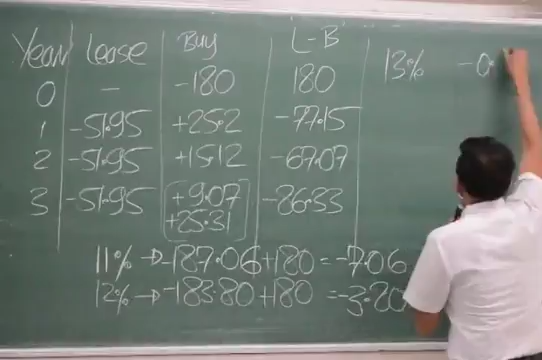 Year Lease Buy L-B
0 - -180 180 13% -0.
1 -51.95 +25.2 -77.15
2 -51.95 +15.12 -67.07
3 -51.95 +9.07 -86.33
+25.31
11% → -187.06+180 = -7.06
12% → -183.80+180 = -3.20